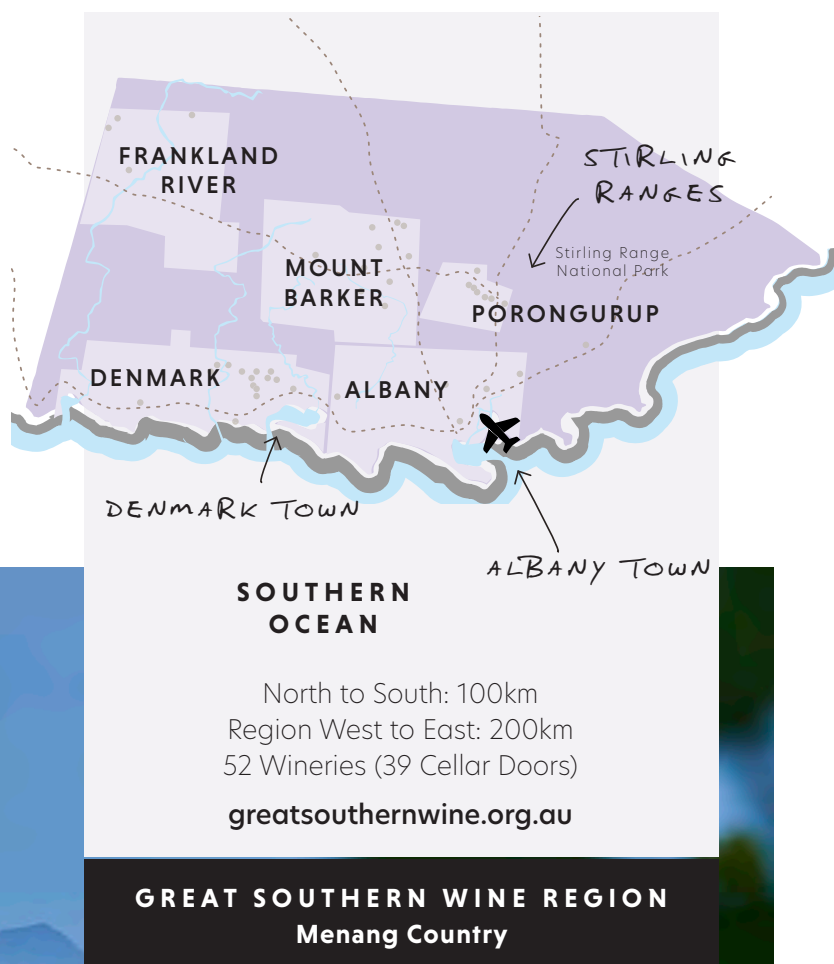 FRANKLAND
RIVER
STIRLING
RANGES
Stirling Range
National Park
MOUNT
BARKER
PORONGURUP
DENMARK
ALBANY
DENMARK TOWN
ALBANY TOWN
SOUTHERN
OCEAN
North to South: 100km
Region West to East: 200km
52 Wineries (39 Cellar Doors)
greatsouthernwine.org.au
GREAT SOUTHERN WINE REGION
Menang Country